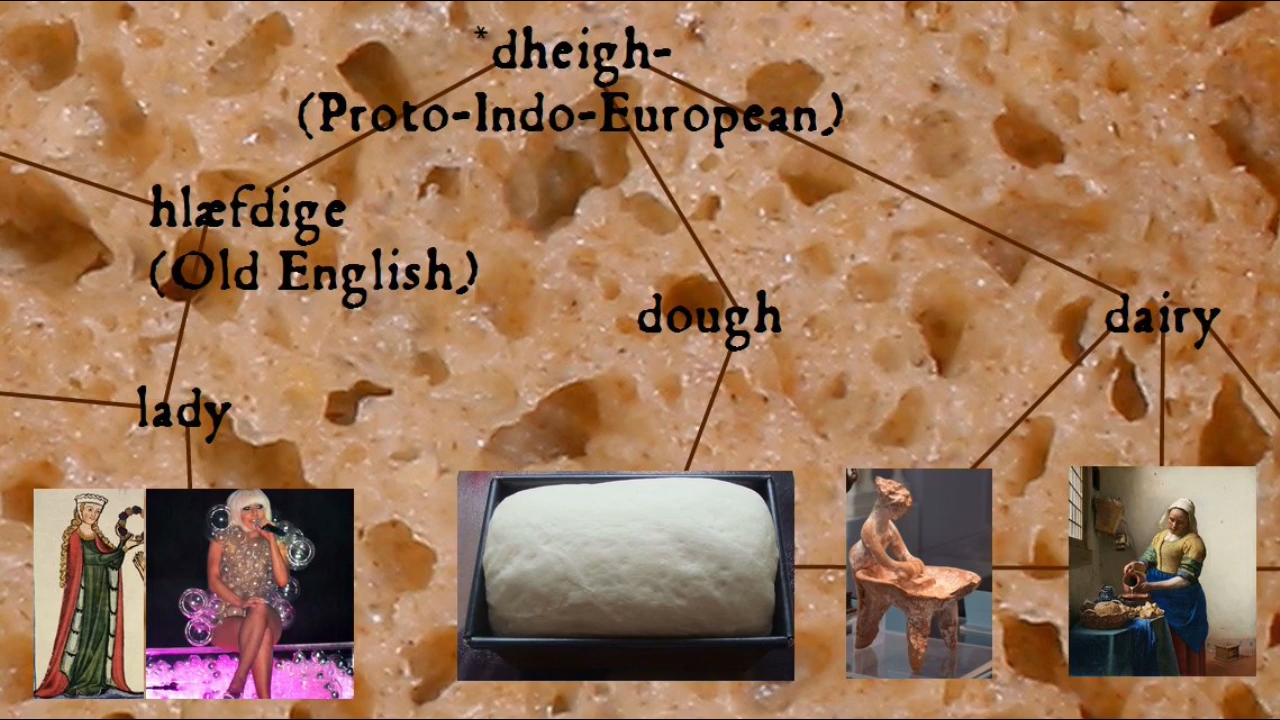 *dheigh-
(Proto-Indo-European)
hlæfdige
(Old English)
dough
dairy
lady